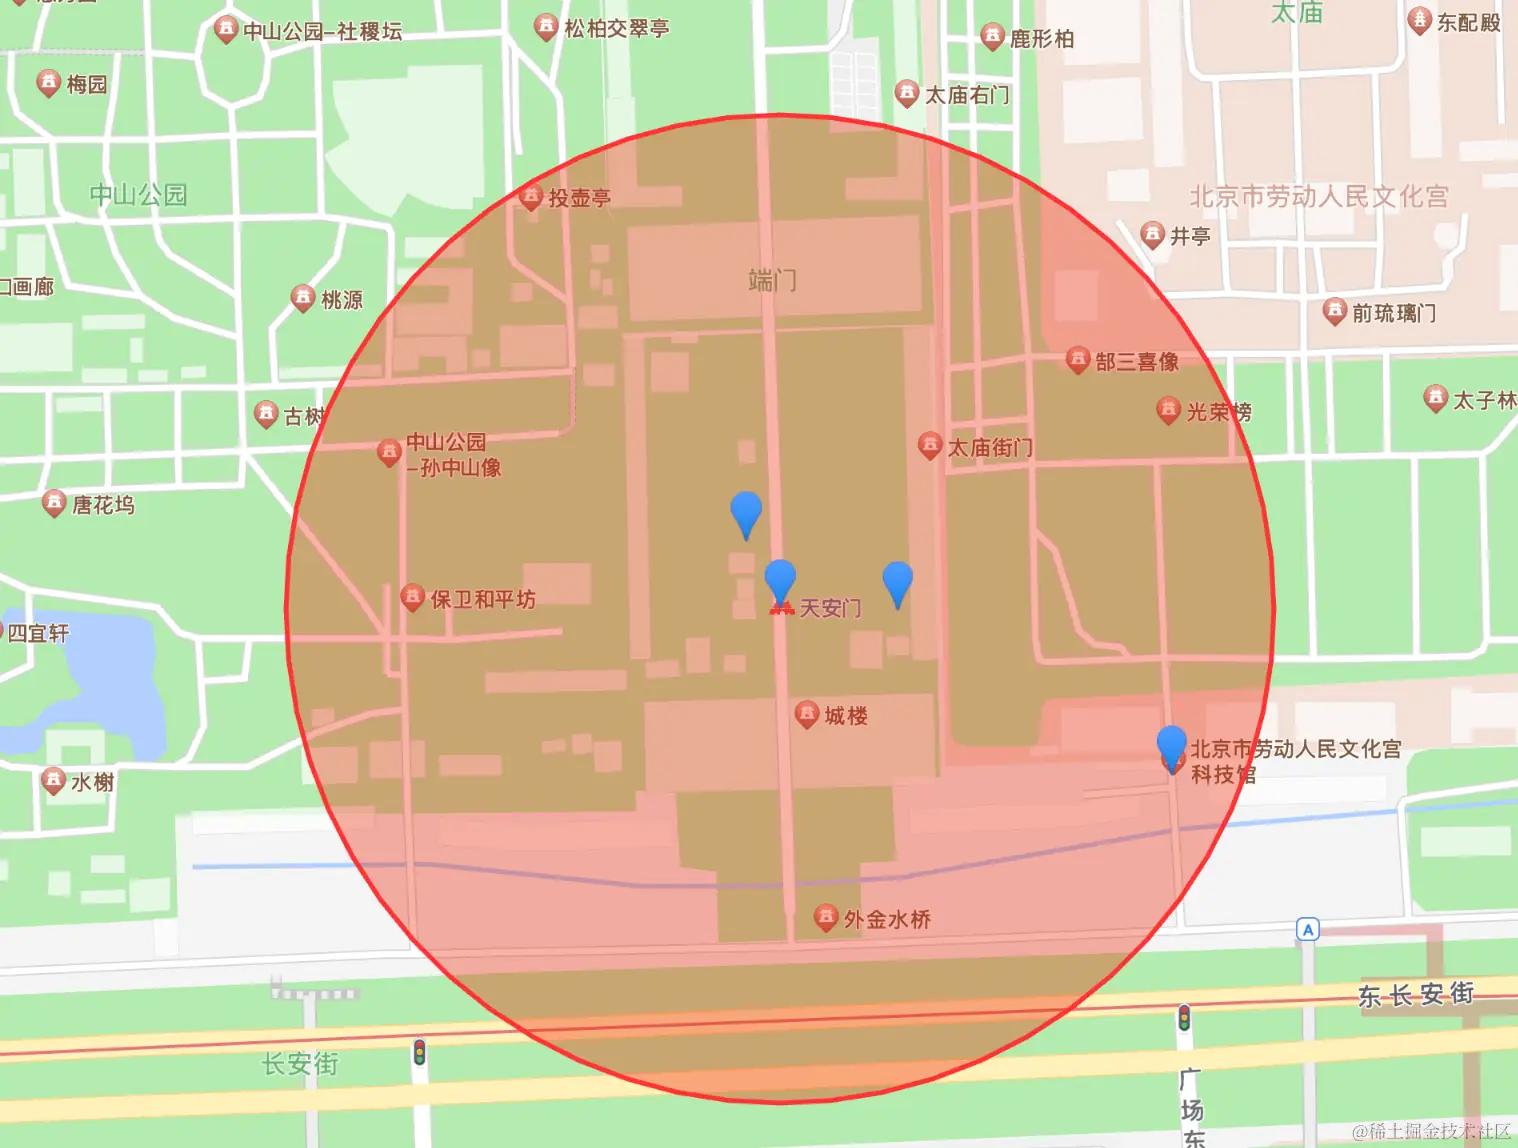 中山公园-社稷坛
松柏交翠亭
鹿形柏
太庙
东配殿
梅园
太庙右门
中山公园
投壶亭
北京市劳动人民文化宫
井亭
端门
口画廊
桃源
前琉璃门
郜三喜像
古树
光荣榜
太子林
中山公园
-孙中山像
太庙街门
唐花坞
保卫和平坊
天安门
四宜轩
城楼
北京市劳动人民文化宫
科技馆
水榭
外金水桥
A
东长安街
长安街
广场东
@稀土掘金技术社区